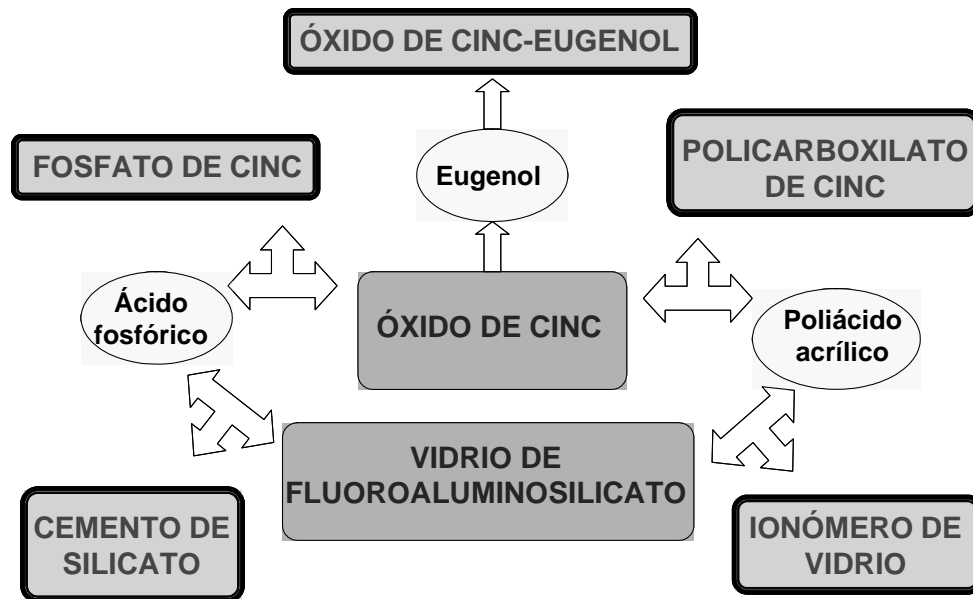 ÓXIDO DE CINC-EUGENOL
FOSFATO DE CINC
Eugenol
POLICARBOXILATO
DE CINC
Ácido
fosfórico
ÓXIDO DE CINC
Poliácido
acrílico
VIDRIO DE
FLUOROALUMINOSILICATO
CEMENTO DE
SILICATO
IONÓMERO DE
VIDRIO